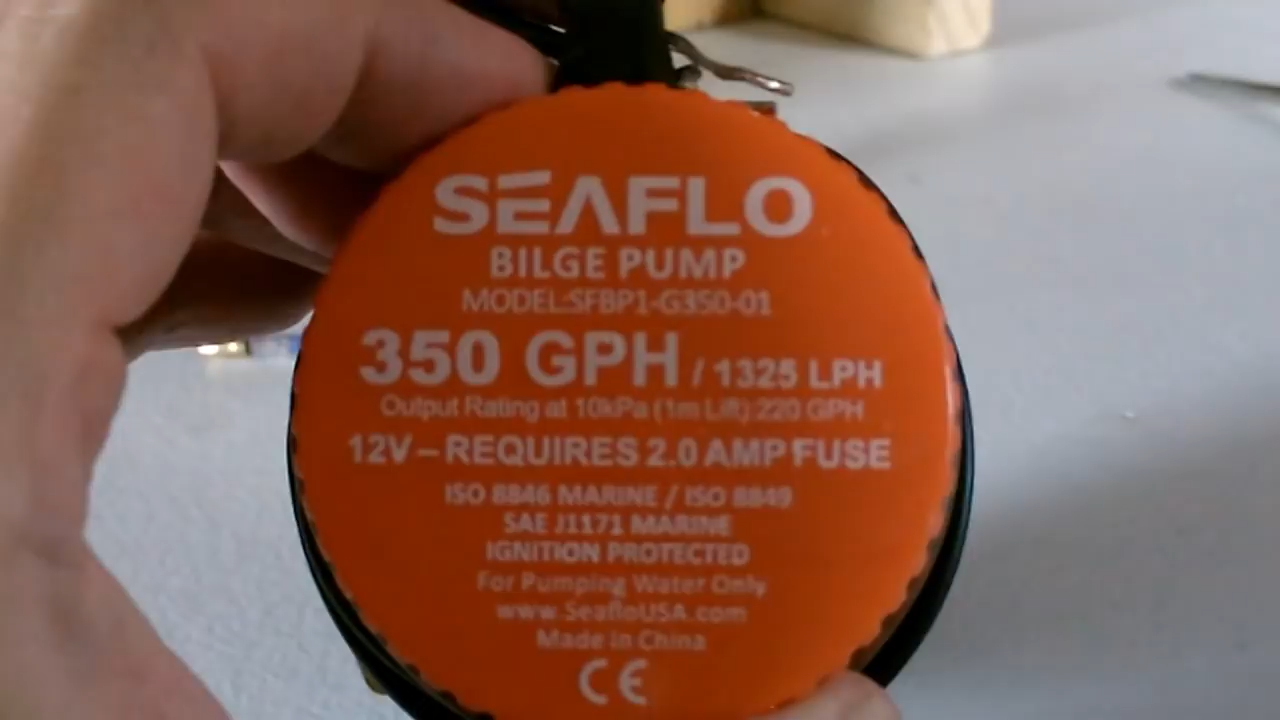 SEAFLO
BILGE PUMP
MODEL:SFBP1-G350-01
350 GPH / 1325 LPH
Output Rating at 10kPa (1m Lift):220 GPH
12V – REQUIRES 2.0 AMP FUSE
ISO 8846 MARINE / ISO 8849
SAE J1171 MARINE
IGNITION PROTECTED
For Pumping Water Only
www.SeafloUSA.com
Made in China
CE